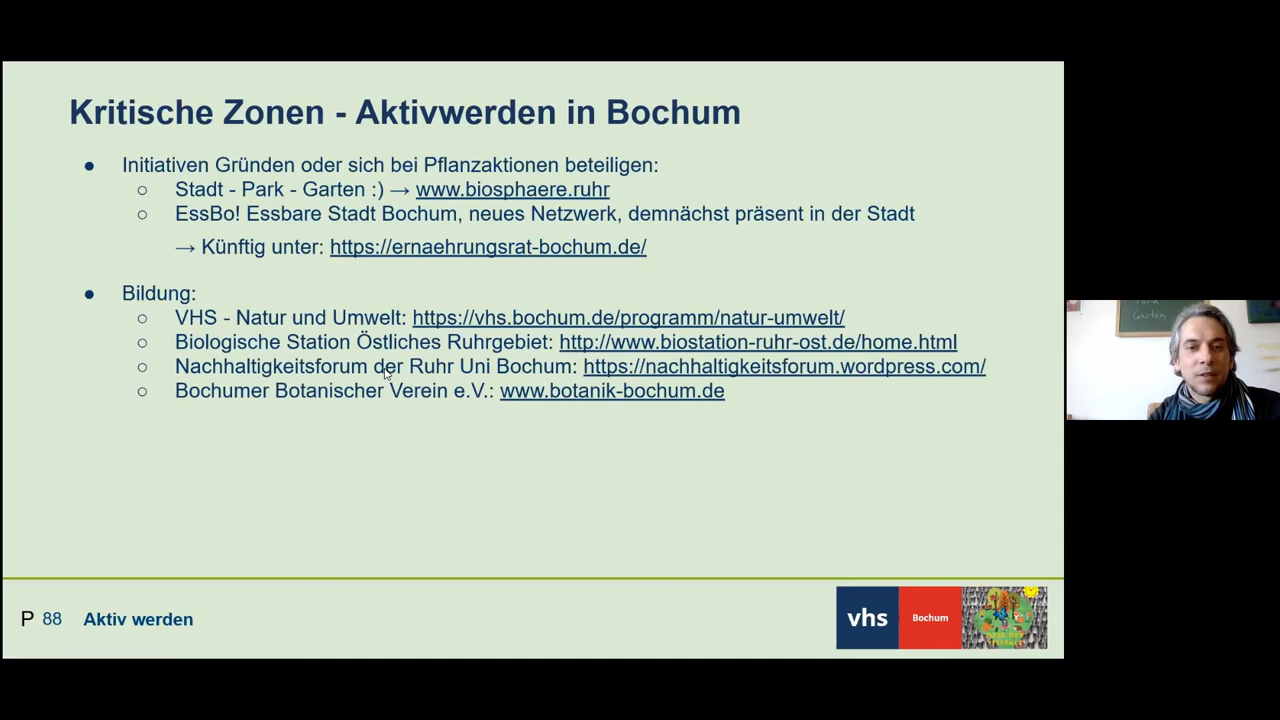 Kritische Zonen - Aktivwerden in Bochum
● Initiativen Gründen oder sich bei Pflanzaktionen beteiligen:
○ Stadt - Park - Garten :) → www.biosphaere.ruhr
○ EssBo! Essbare Stadt Bochum, neues Netzwerk, demnächst präsent in der Stadt
→ Künftig unter: https://ernaehrungsrat-bochum.de/
● Bildung:
○ VHS - Natur und Umwelt: https://vhs.bochum.de/programm/natur-umwelt/
○ Biologische Station Östliches Ruhrgebiet: http://www.biostation-ruhr-ost.de/home.html
○ Nachhaltigkeitsforum der Ruhr Uni Bochum: https://nachhaltigkeitsforum.wordpress.com/
○ Bochumer Botanischer Verein e.V.: www.botanik-bochum.de
Garten
P 88 Aktiv werden
vhs Bochum